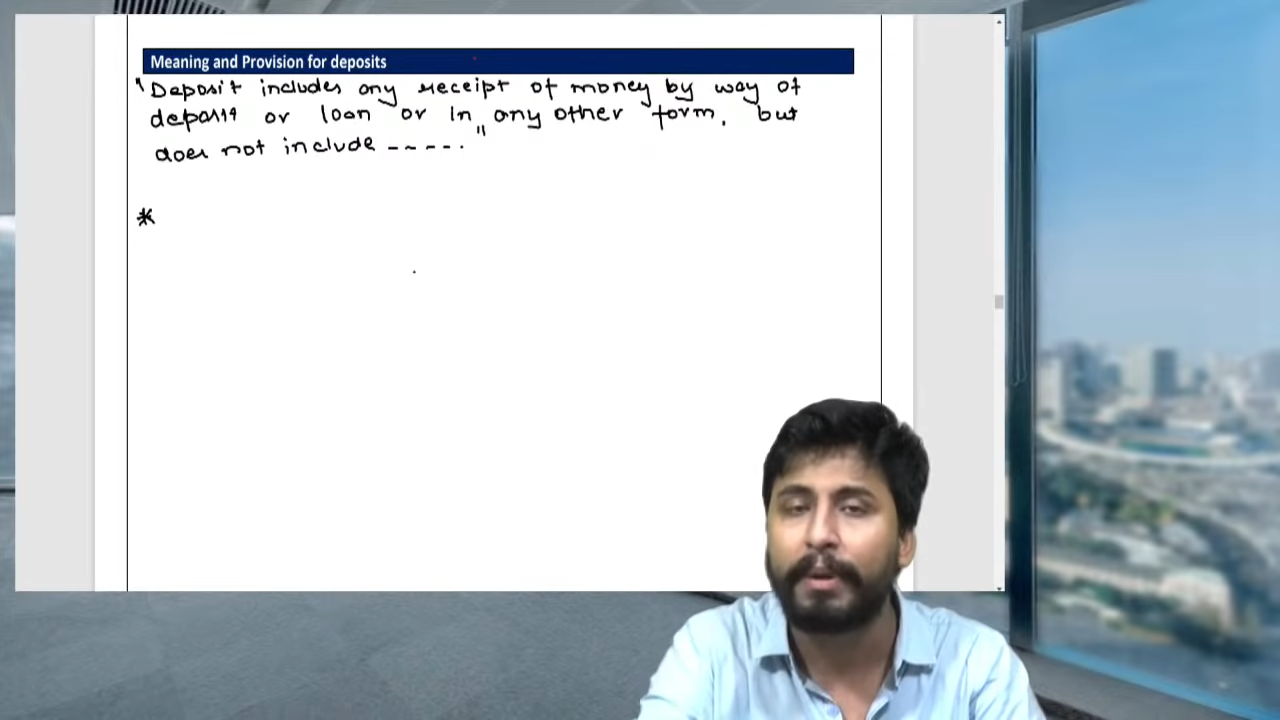 Meaning and Provision for deposits
"Deposit includes any receipt of money by way of
deposit or loan or in any other form, but
does not include -----."
*